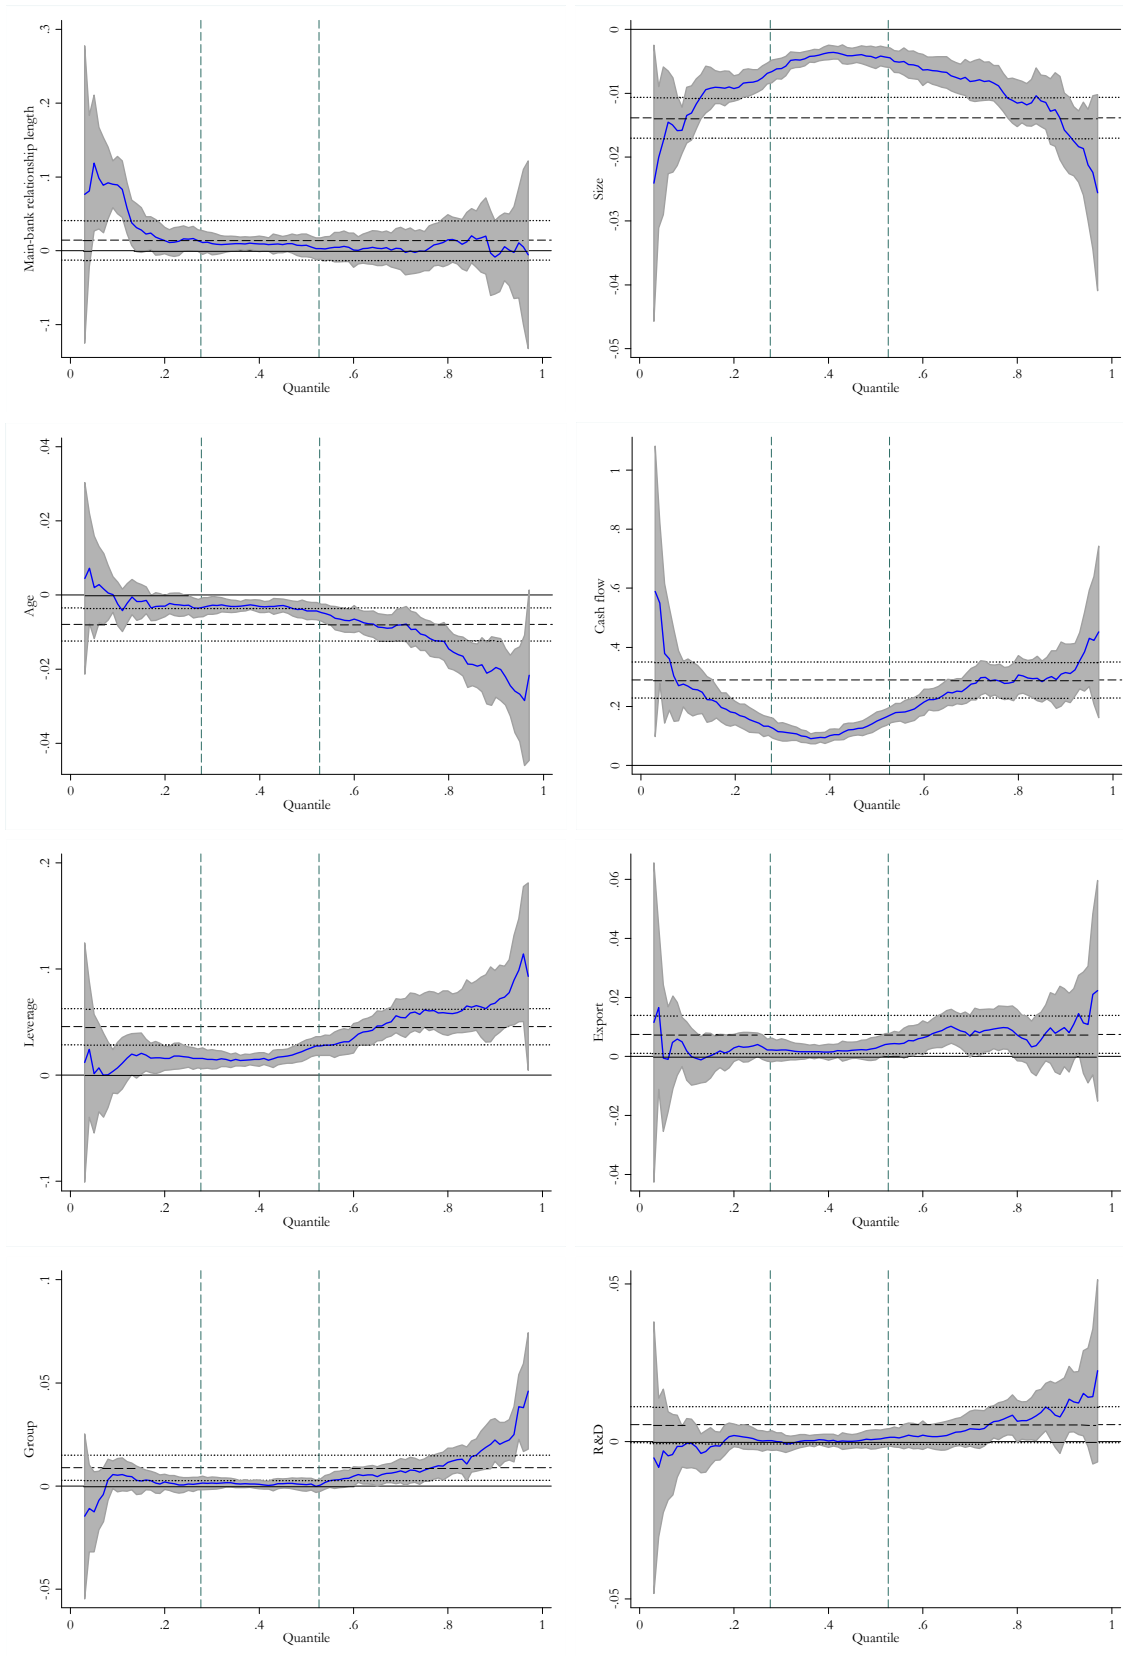 Main-bank relationship length
.3
.2
.1
0
-.1
0 .2 .4 .6 .8 1
Quantile
Size
0
-.01
-.02
-.03
-.04
-.05
0 .2 .4 .6 .8 1
Quantile
Age
.04
.02
0
-.02
-.04
0 .2 .4 .6 .8 1
Quantile
Cash flow
1
.8
.6
.4
.2
0
0 .2 .4 .6 .8 1
Quantile
Leverage
.2
.1
0
-.1
0 .2 .4 .6 .8 1
Quantile
Export
.06
.04
.02
0
-.02
-.04
0 .2 .4 .6 .8 1
Quantile
Group
.1
.05
0
-.05
0 .2 .4 .6 .8 1
Quantile
R&D
.05
0
-.05
0 .2 .4 .6 .8 1
Quantile